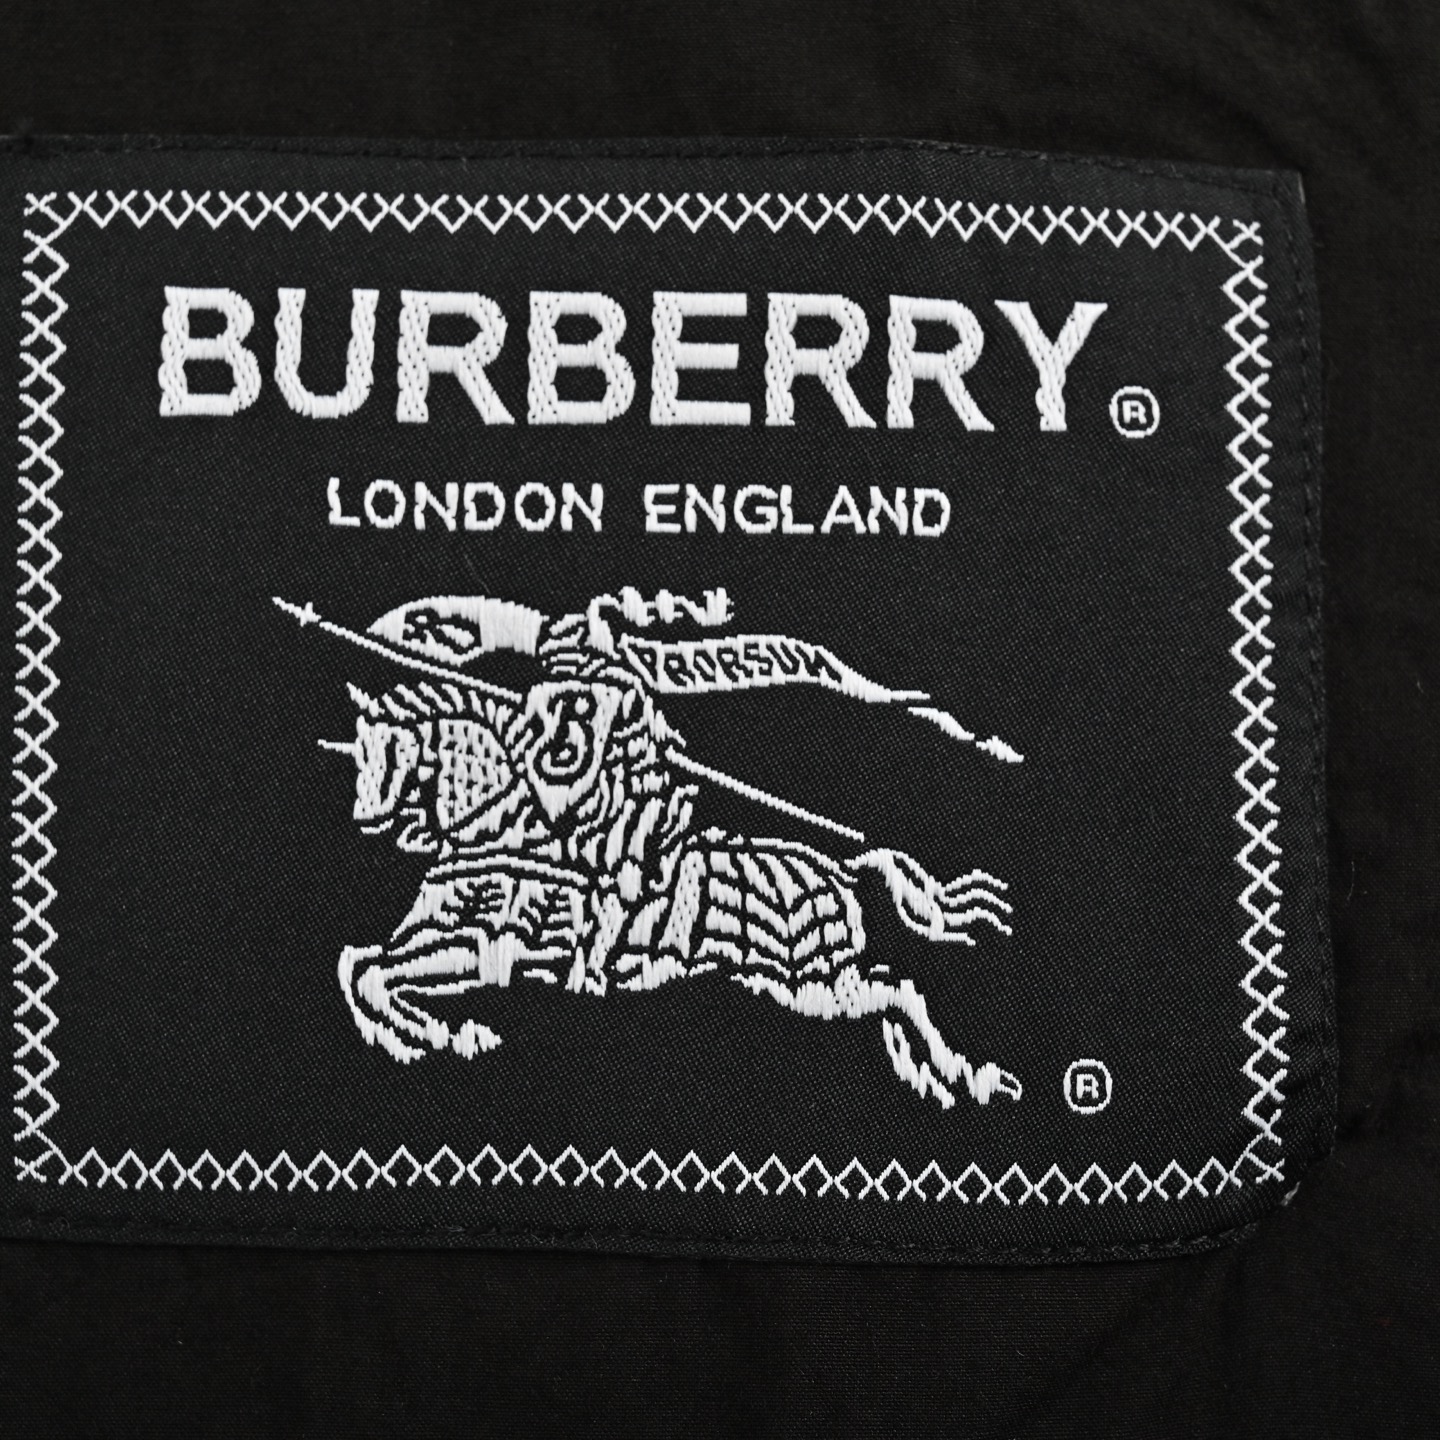 BURBERRY®
LONDON ENGLAND
PRORSUM
B
®